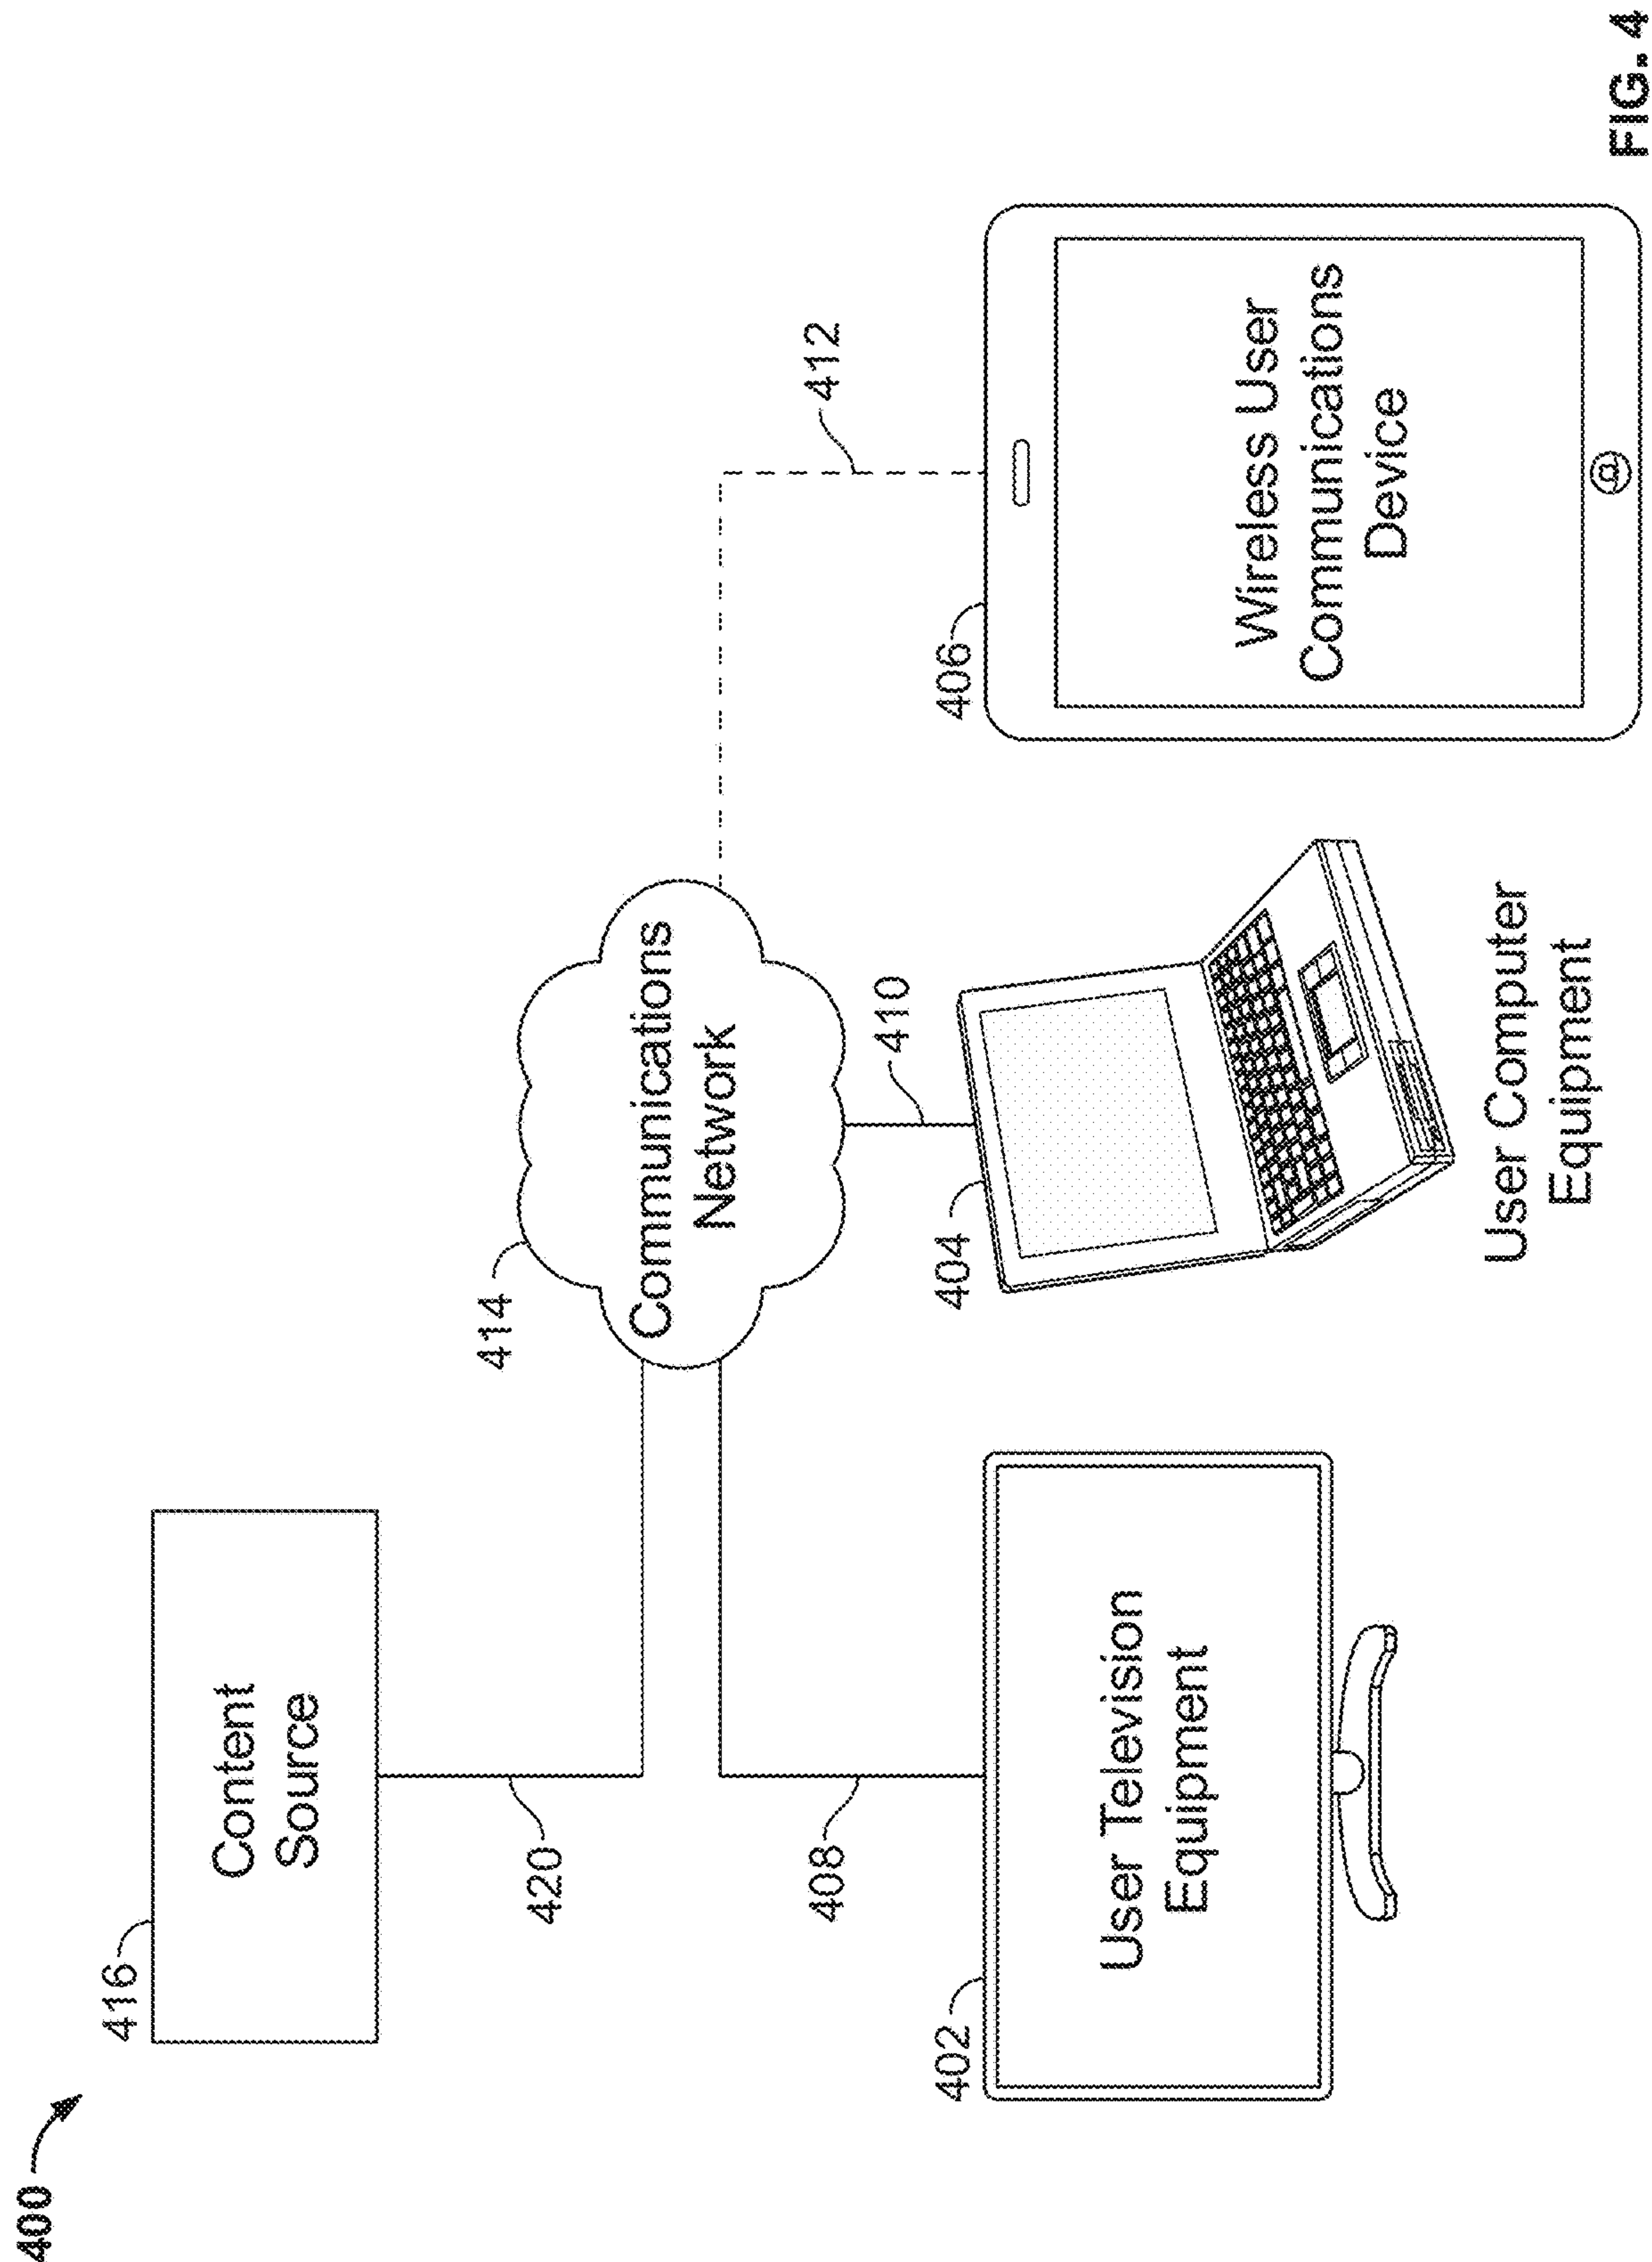 400
416
Content
Source
420
414
Communications
Network
408
410
412
402
User Television
Equipment
404
User Computer
Equipment
406
Wireless User
Communications
Device
FIG. 4